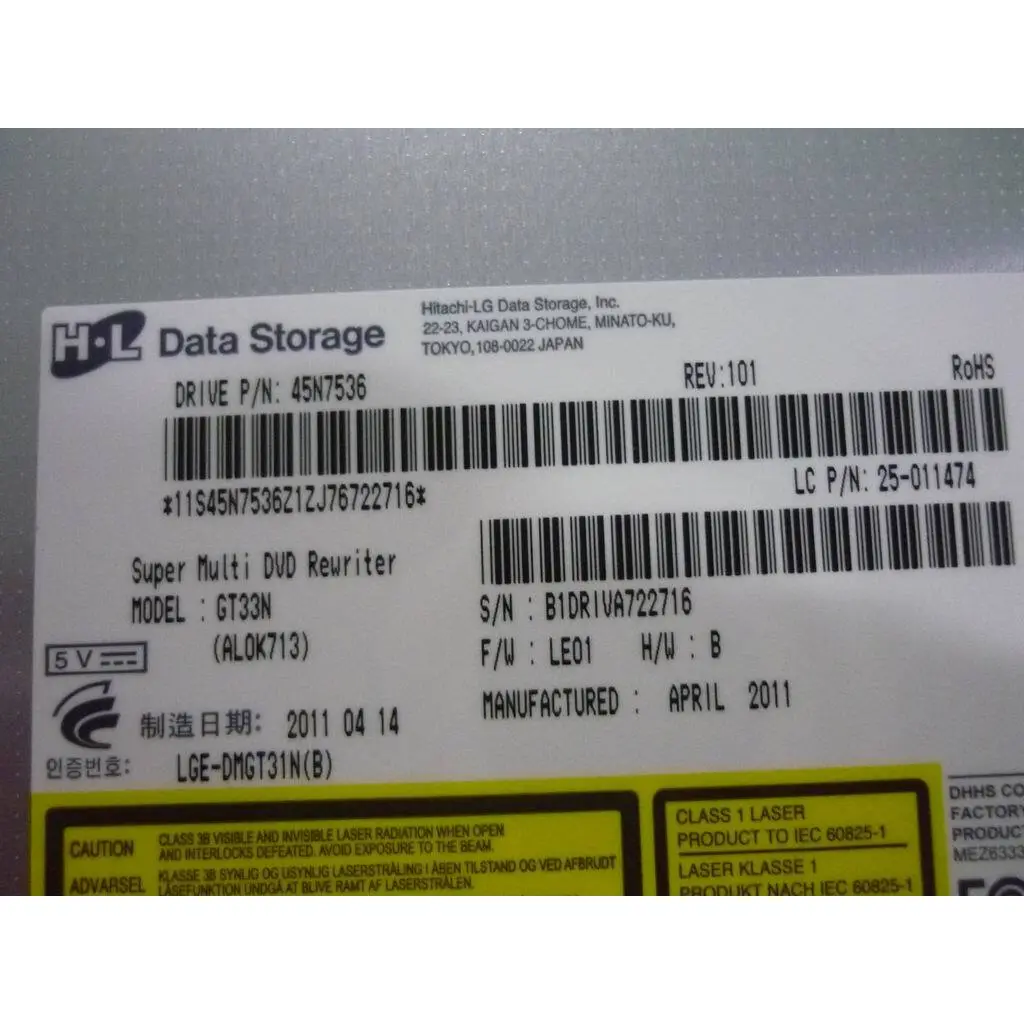 H·L Data Storage
Hitachi-LG Data Storage, Inc.
22-23, KAIGAN 3-CHOME, MINATO-KU,
TOKYO,108-0022 JAPAN
DRIVE P/N: 45N7536
REV:101
RoHS
*11S45N7536Z1ZJ76722716*
LC P/N: 25-011474
Super Multi DVD Rewriter
MODEL : GT33N
(ALOK713)
S/N : B1DRIVA722716
F/W : LE01 H/W : B
MANUFACTURED : APRIL 2011
5 V
制造日期: 2011 04 14
인증번호: LGE-DMGT31N(B)
CAUTION
CLASS 3B VISIBLE AND INVISIBLE LASER RADIATION WHEN OPEN
AND INTERLOCKS DEFEATED. AVOID EXPOSURE TO THE BEAM.
ADVARSEL
KLASSE 3B SYNLIG OG USYNLIG LASERSTRÅLING I ÅBEN TILSTAND OG VED AFBRUDT
LÅSEFUNKTION UNDGÅ AT BLIVE RAMT AF LASERSTRÅLEN.
CLASS 1 LASER
PRODUCT TO IEC 60825-1
LASER KLASSE 1
PRODUKT NACH IEC 60825-1
DHHS CO
FACTORY
PRODUC
MEZ6333